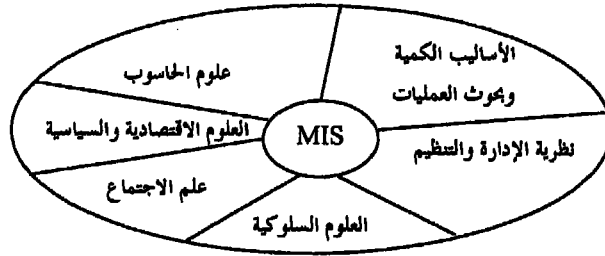 الأساليب الكمية
وبحوث العمليات
علوم الحاسوب
MIS
العلوم الاقتصادية والسياسية
نظرية الإدارة والتنظيم
علم الاجتماع
العلوم السلوكية